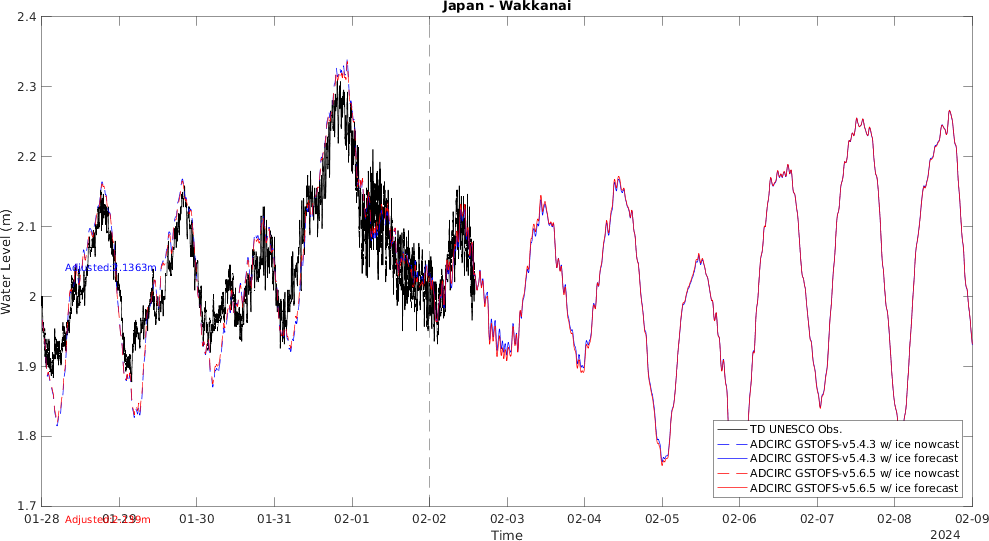 Japan - Wakkanai
2.4
2.3
2.2
2.1
2
1.9
1.8
1.7
Water Level (m)
Adjusted:2.1363m
TD UNESCO Obs.
ADCIRC GSTOFS-v5.4.3 w/ ice nowcast
ADCIRC GSTOFS-v5.4.3 w/ ice forecast
ADCIRC GSTOFS-v5.6.5 w/ ice nowcast
ADCIRC GSTOFS-v5.6.5 w/ ice forecast
01-28 01-29 01-30 01-31 02-01 02-02 02-03 02-04 02-05 02-06 02-07 02-08 02-09
Time
2024